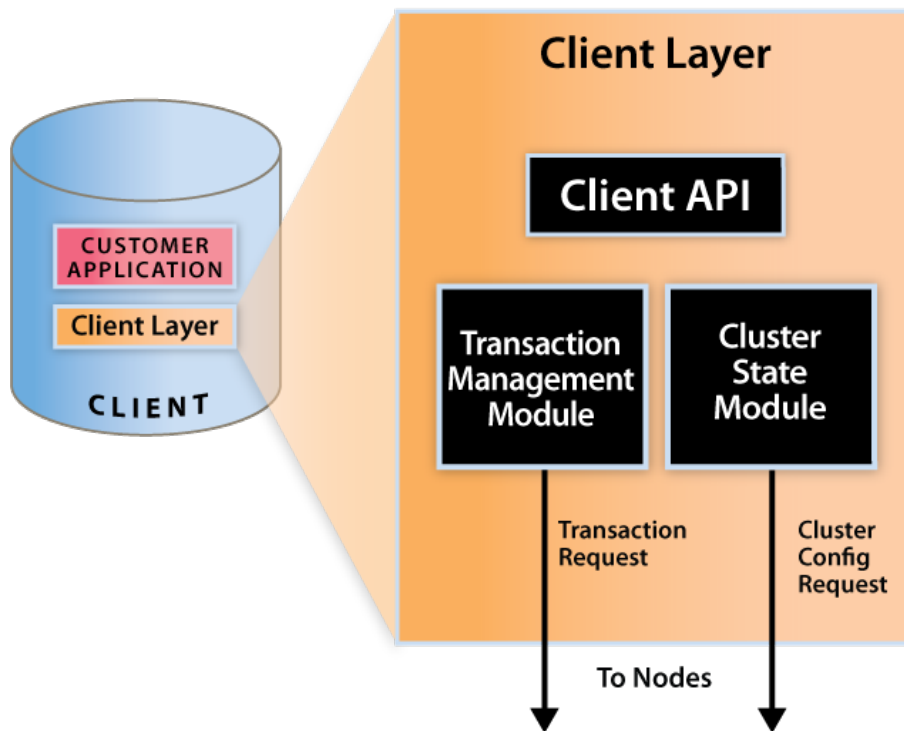 Client Layer
Client API
CUSTOMER
APPLICATION
Client Layer
CLIENT
Transaction
Management
Module
Cluster
State
Module
Transaction
Request
Cluster
Config
Request
To Nodes